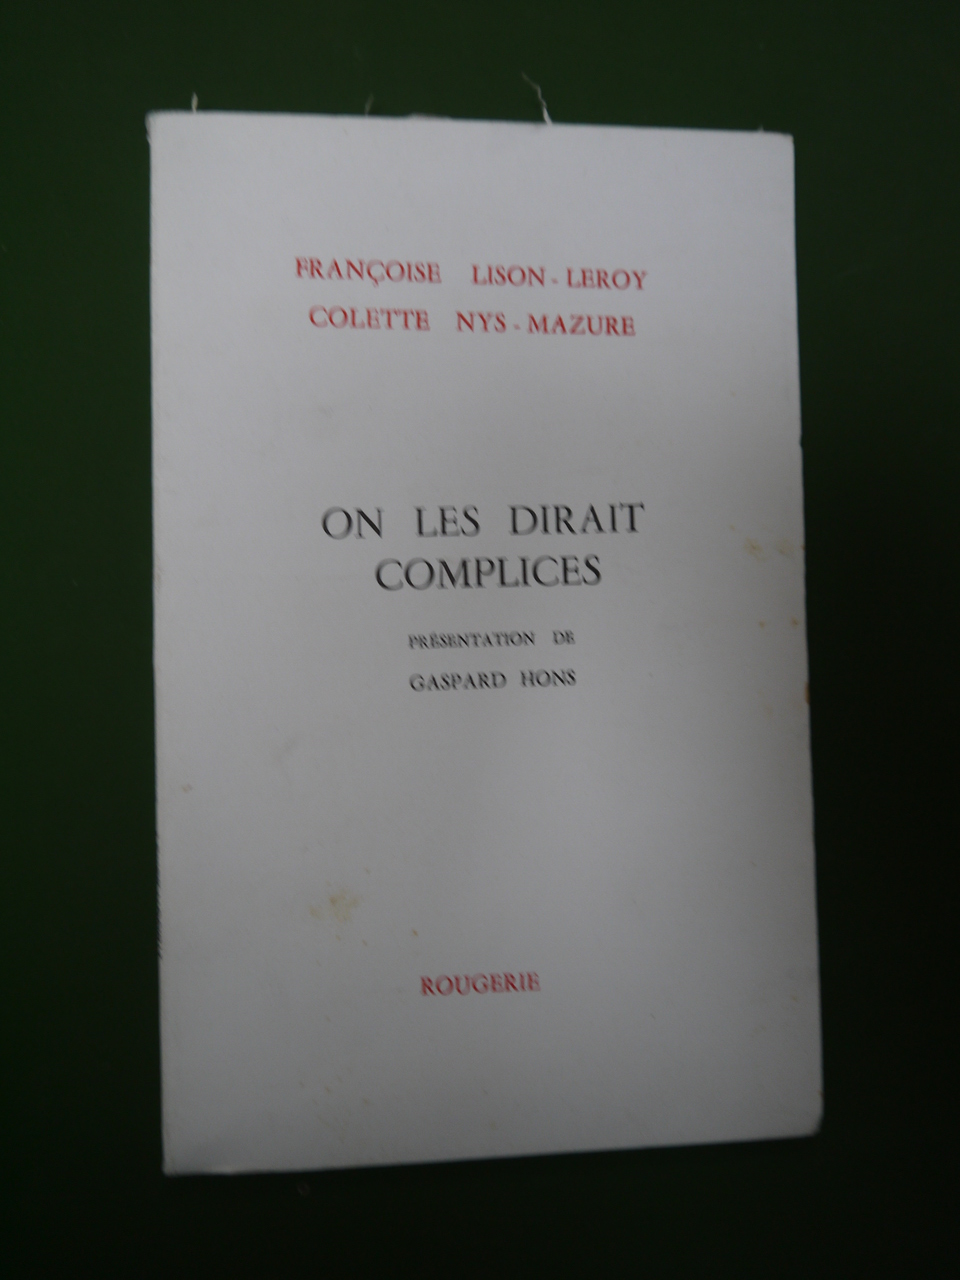 FRANÇOISE LISON-LEROY
COLETTE NYS-MAZURE
ON LES DIRAIT
COMPLICES
PRÉSENTATION DE
GASPARD HONS
ROUGERIE